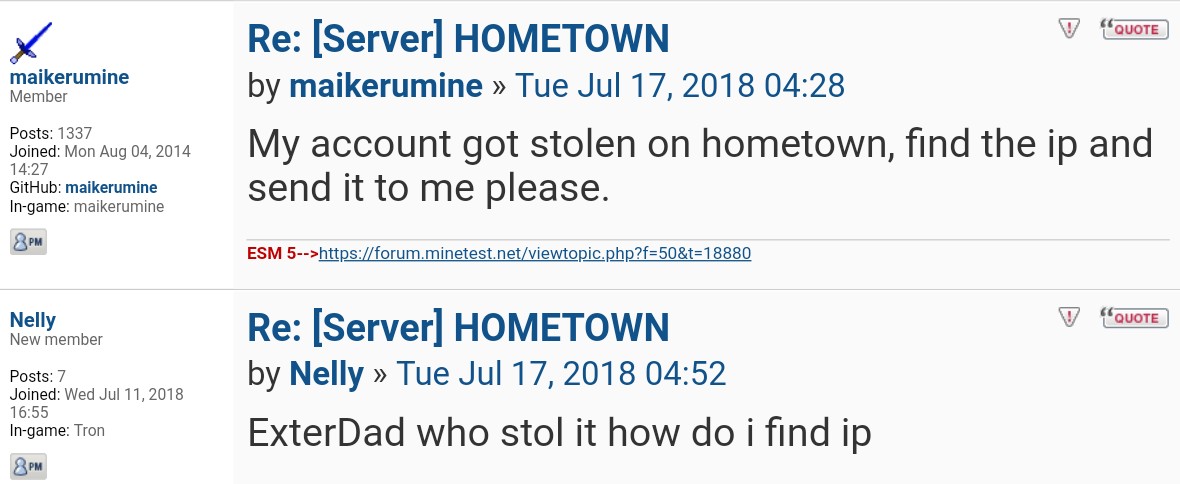 maikerumine
Member
Posts: 1337
Joined: Mon Aug 04, 2014
14:27
GitHub: maikerumine
In-game: maikerumine
PM
Re: [Server] HOMETOWN
QUOTE
by maikerumine » Tue Jul 17, 2018 04:28
My account got stolen on hometown, find the ip and
send it to me please.
ESM 5-->https://forum.minetest.net/viewtopic.php?f=50&t=18880
Nelly
New member
Posts: 7
Joined: Wed Jul 11, 2018
16:55
In-game: Tron
PM
Re: [Server] HOMETOWN
QUOTE
by Nelly » Tue Jul 17, 2018 04:52
ExterDad who stol it how do i find ip